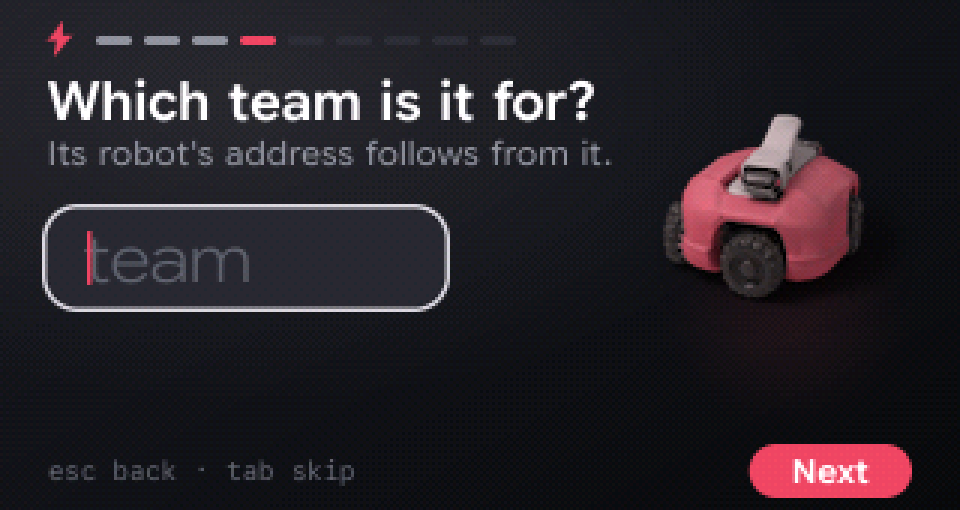 Which team is it for?
Its robot's address follows from it.
team
esc back · tab skip
Next